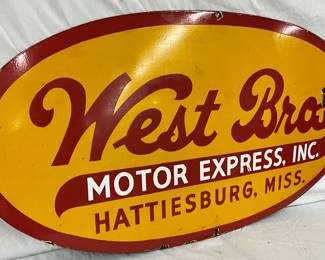 West Bros
MOTOR EXPRESS, INC.
HATTIESBURG, MISS.